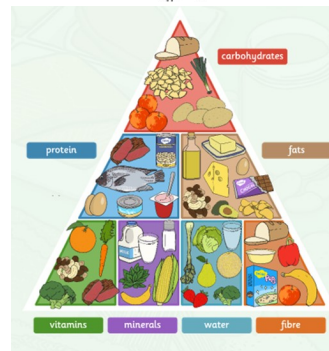 carbohydrates
protein
fats
vitamins
minerals
water
fibre